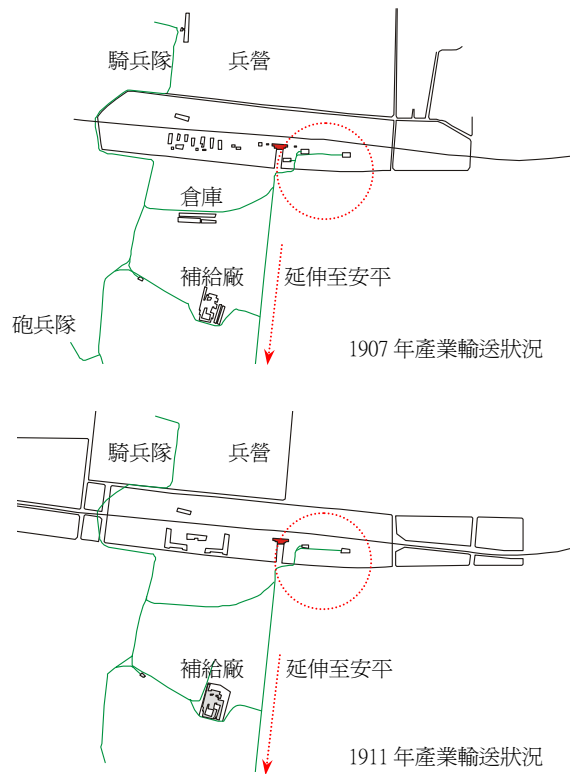 騎兵隊
兵營
倉庫
補給廠
延伸至安平
砲兵隊
1907 年產業輸送狀況
騎兵隊
兵營
補給廠
延伸至安平
1911 年產業輸送狀況